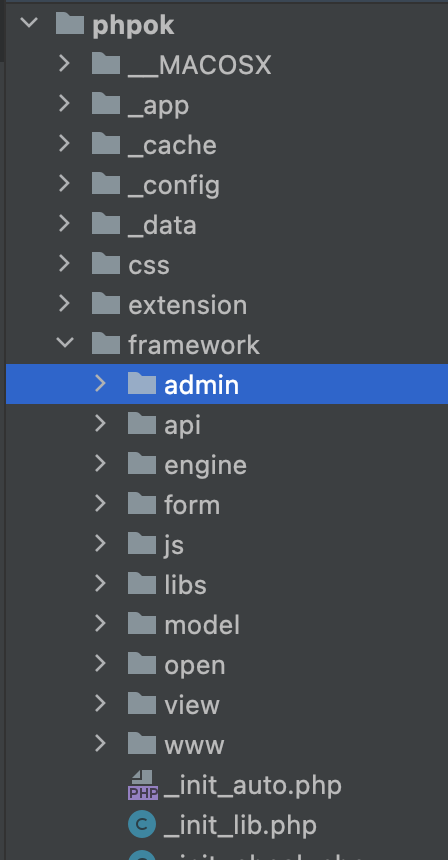 phpok
__MACOSX
_app
_cache
_config
_data
css
extension
framework
admin
api
engine
form
js
libs
model
open
view
www
PHP _init_auto.php
C _init_lib.php